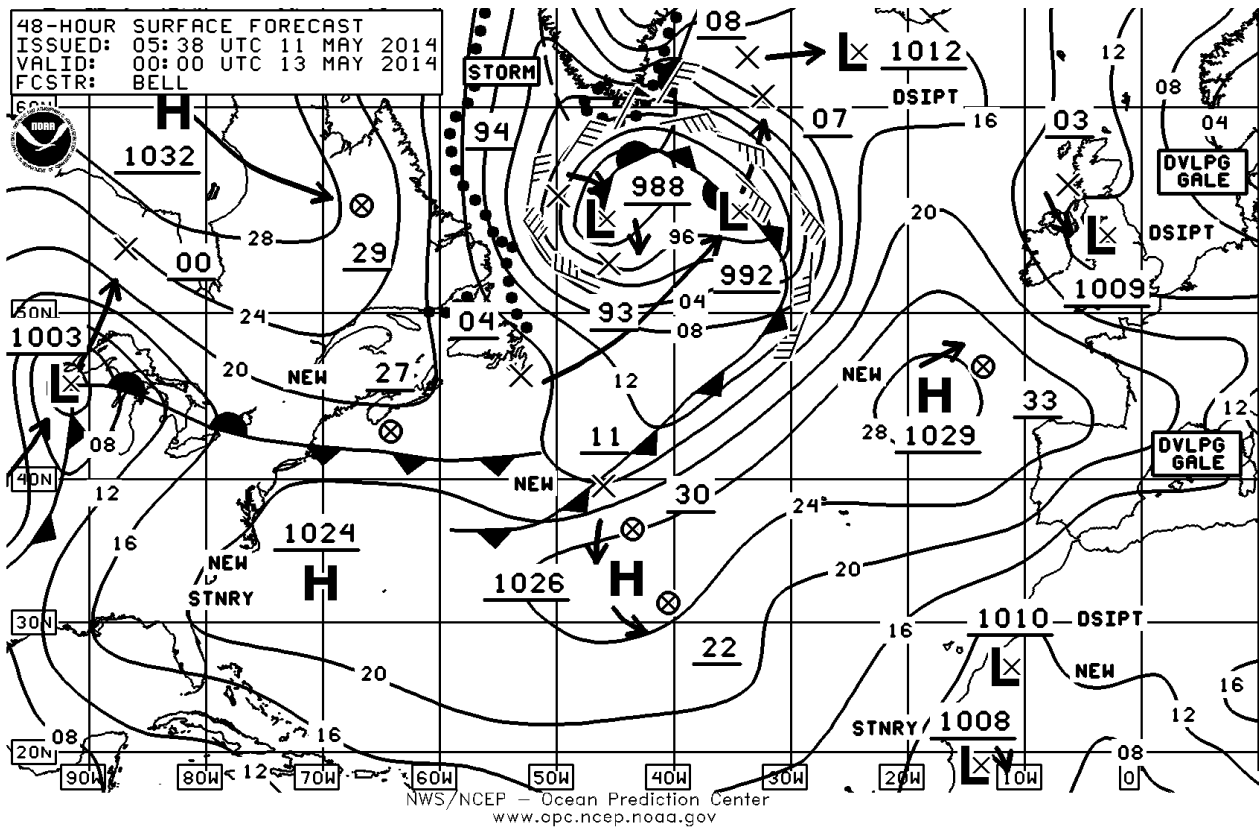 48-HOUR SURFACE FORECAST
ISSUED: 05:38 UTC 11 MAY 2014
VALID: 00:00 UTC 13 MAY 2014
FCSTR: BELL
NOAA
STORM
08
L 1012
DSIPT
12
08
04
60N
H
1032
94
07
16
03
DVLPG
GALE
988
L
L
28
29
00
96
992
20
L
DSIPT
1009
50N
24
04
93
04
08
1003
L
20
NEW
27
12
NEW
H
1029
28
33
12
08
11
DVLPG
GALE
40N
12
NEW
30
24
16
1024
H
NEW
STNRY
1026
H
20
30N
16
1010
DSIPT
22
L
NEW
20
16
12
16
08
STNRY
1008
L
08
20N
12
90W
80W
70W
60W
50W
40W
30W
20W
10W
0
NWS/NCEP – Ocean Prediction Center
www.opc.ncep.noaa.gov